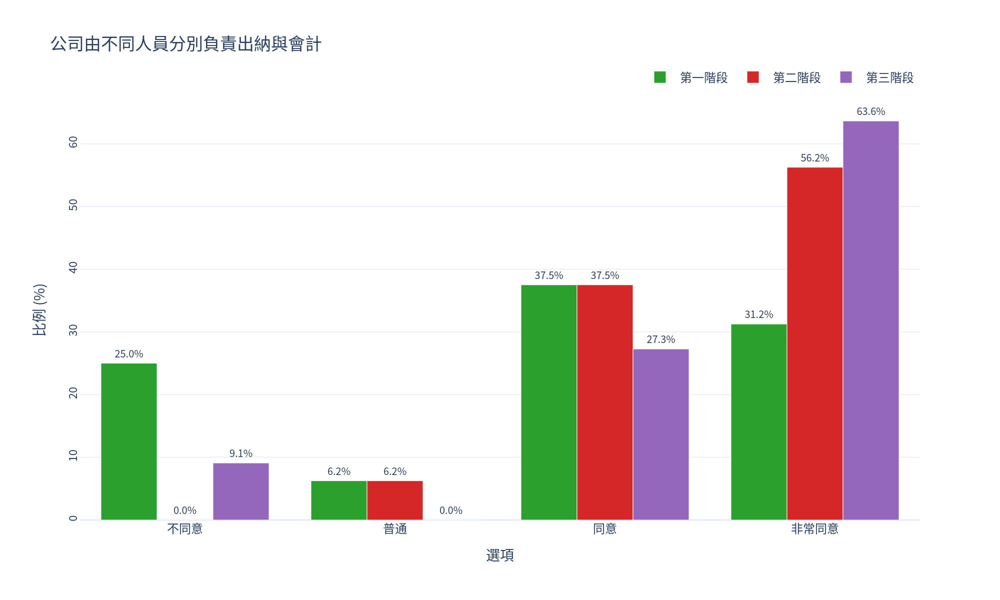 公司由不同人員分別負責出納與會計
第一階段 第二階段 第三階段
比例 (%)
60
50
40
30
20
10
0
25.0% 0.0% 9.1%
6.2% 6.2% 0.0%
37.5% 37.5% 27.3%
31.2% 56.2% 63.6%
不同意 普通 同意 非常同意
選項